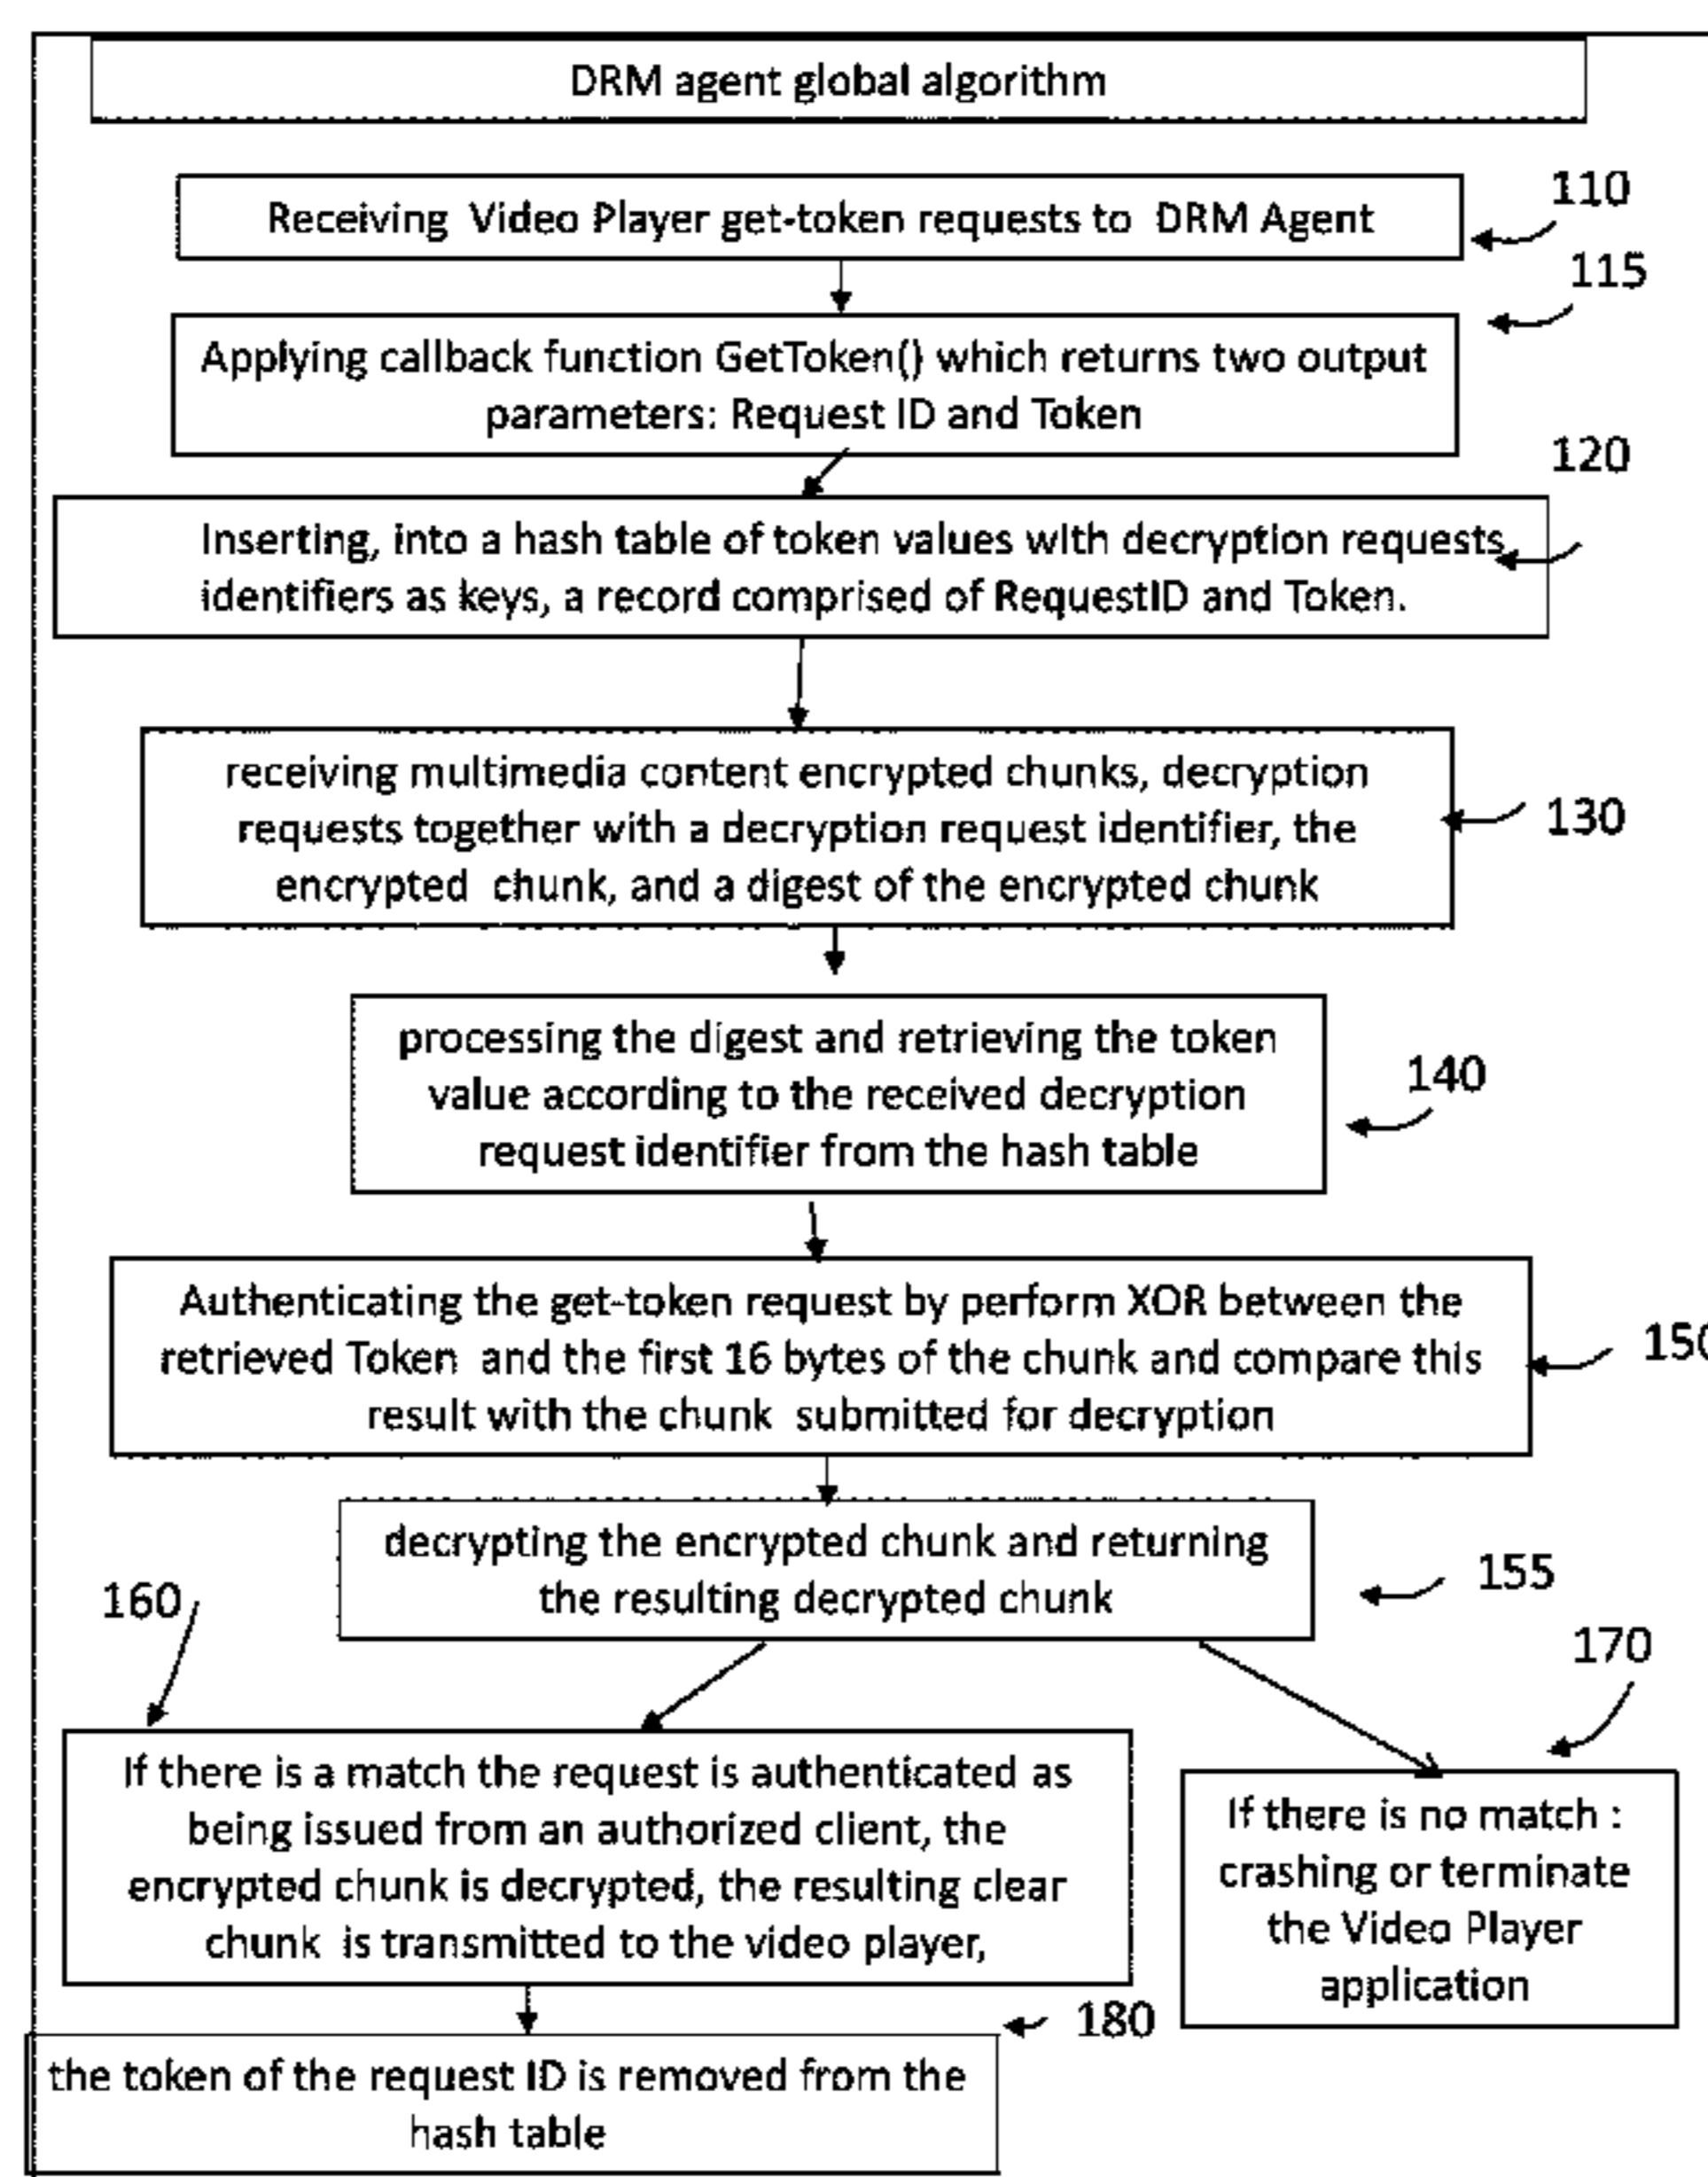 DRM agent global algorithm
110
Receiving Video Player get-token requests to DRM Agent
115
Applying callback function GetToken() which returns two output
parameters: Request ID and Token
120
Inserting, into a hash table of token values with decryption requests
identifiers as keys, a record comprised of RequestID and Token.
receiving multimedia content encrypted chunks, decryption
requests together with a decryption request identifier, the
encrypted chunk, and a digest of the encrypted chunk
130
processing the digest and retrieving the token
value according to the received decryption
request identifier from the hash table
140
Authenticating the get-token request by perform XOR between the
retrieved Token and the first 16 bytes of the chunk and compare this
result with the chunk submitted for decryption
150
decrypting the encrypted chunk and returning
the resulting decrypted chunk
155
160
170
If there is a match the request is authenticated as
being issued from an authorized client, the
encrypted chunk is decrypted, the resulting clear
chunk is transmitted to the video player,
If there is no match :
crashing or terminate
the Video Player
application
180
the token of the request ID is removed from the
hash table